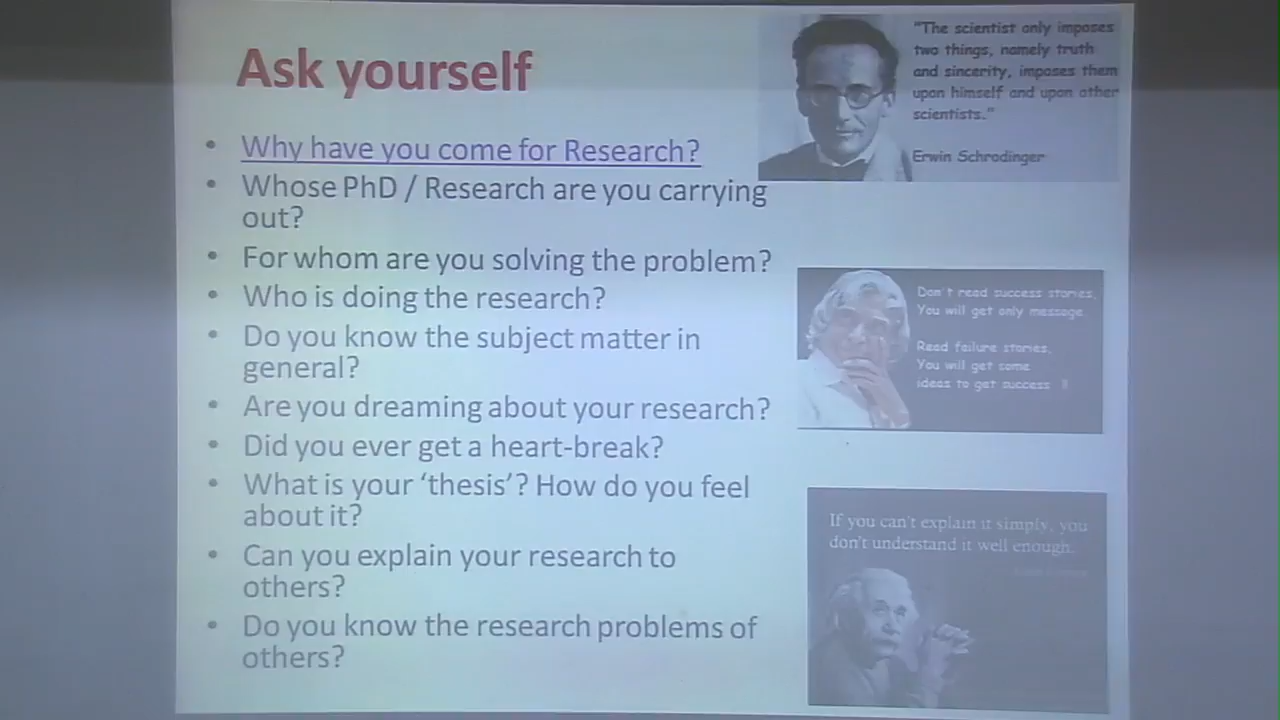 Ask yourself
• Why have you come for Research?
• Whose PhD / Research are you carrying
out?
• For whom are you solving the problem?
• Who is doing the research?
• Do you know the subject matter in
general?
• Are you dreaming about your research?
• Did you ever get a heart-break?
• What is your ‘thesis’? How do you feel
about it?
• Can you explain your research to
others?
• Do you know the research problems of
others?
"The scientist only imposes
two things, namely truth
and sincerity, imposes them
upon himself and upon other
scientists."
Erwin Schrodinger
Don't read success stories,
You will get only message
Read failure stories,
You will get some
ideas to get success !!
If you can't explain it simply, you
don't understand it well enough.